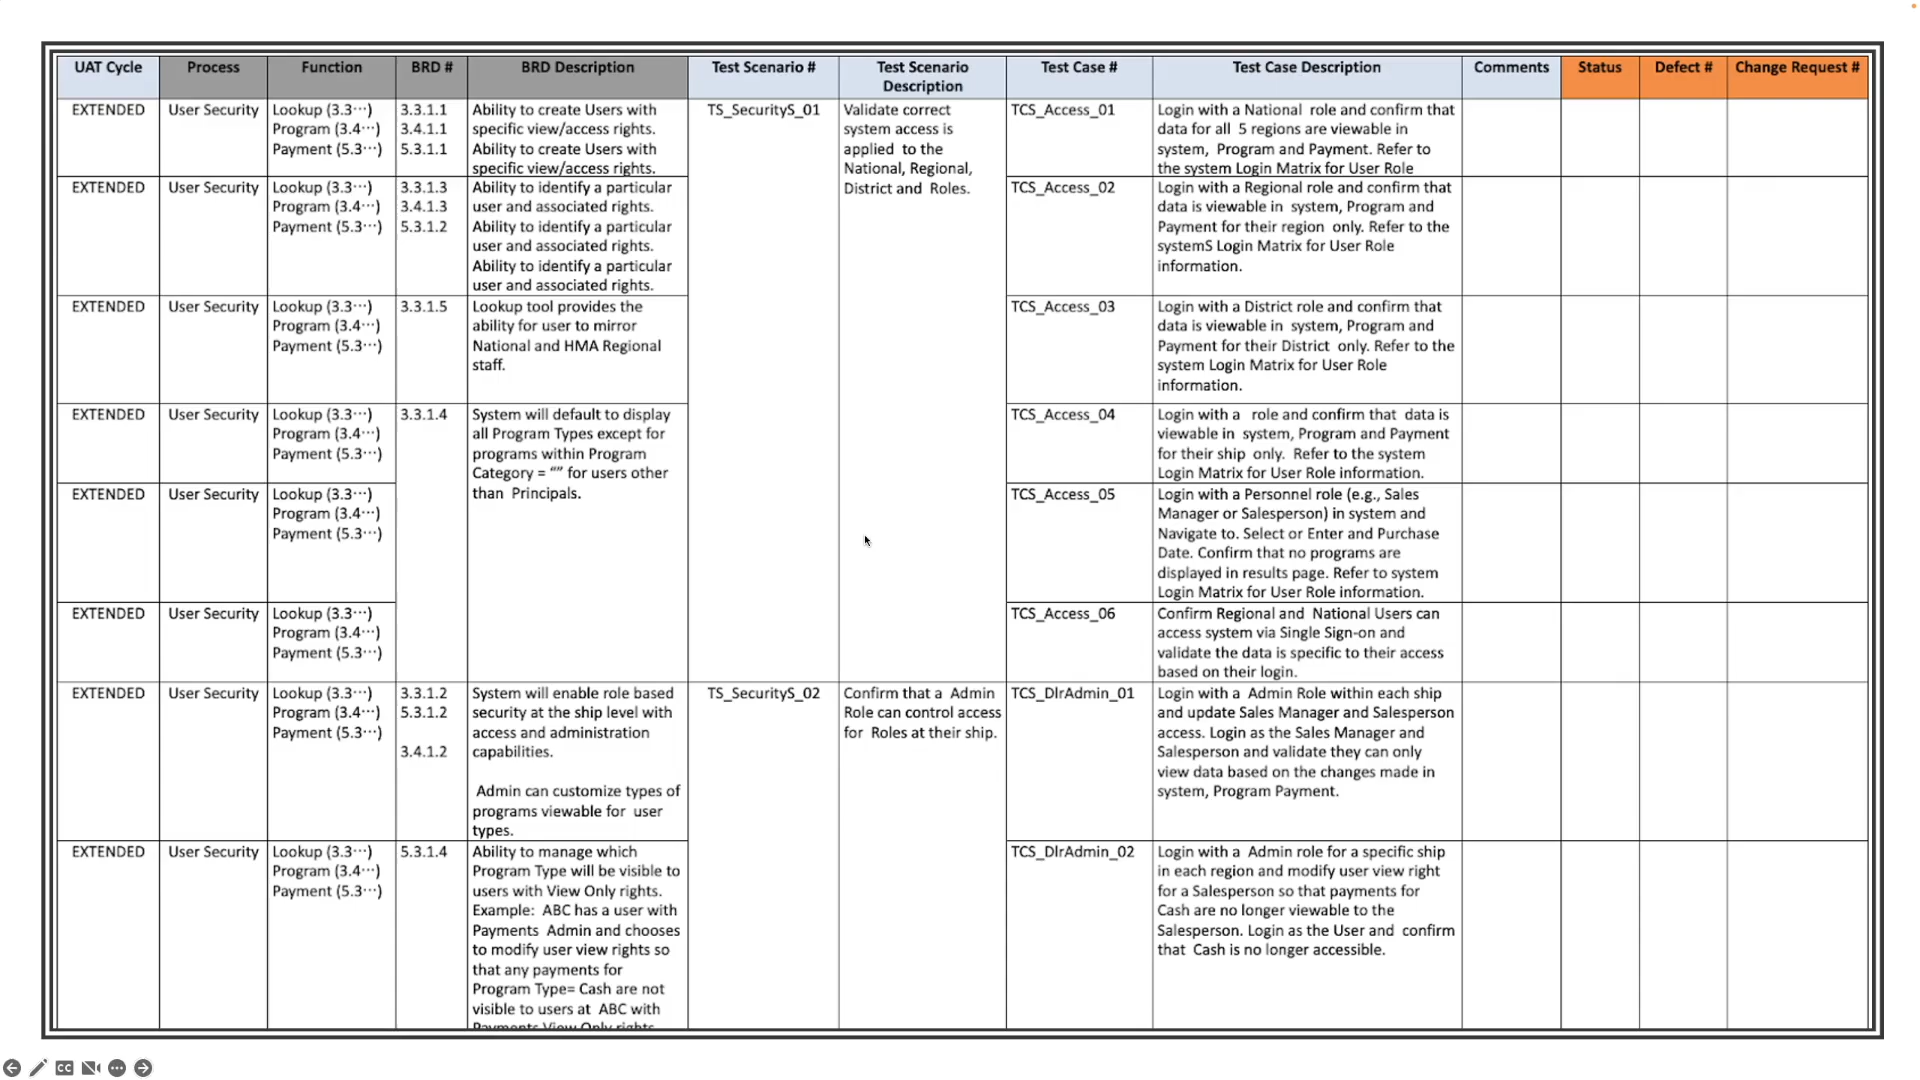 UAT Cycle Process Function BRD # BRD Description Test Scenario # Test Scenario Description Test Case # Test Case Description Comments Status Defect # Change Request #
EXTENDED
User Security
Lookup (3.3···)
Program (3.4···)
Payment (5.3···)
3.3.1.1
3.4.1.1
5.3.1.1
Ability to create Users with
specific view/access rights.
Ability to create Users with
specific view/access rights.
TS_SecurityS_01
Validate correct
system access is
applied to the
National, Regional,
District and Roles.
TCS_Access_01
Login with a National role and confirm that
data for all 5 regions are viewable in
system, Program and Payment. Refer to
the system Login Matrix for User Role
EXTENDED
User Security
Lookup (3.3···)
Program (3.4···)
Payment (5.3···)
3.3.1.3
3.4.1.3
5.3.1.2
Ability to identify a particular
user and associated rights.
Ability to identify a particular
user and associated rights.
Ability to identify a particular
user and associated rights.
TCS_Access_02
Login with a Regional role and confirm that
data is viewable in system, Program and
Payment for their region only. Refer to the
systemS Login Matrix for User Role
information.
EXTENDED
User Security
Lookup (3.3···)
Program (3.4···)
Payment (5.3···)
3.3.1.5
Lookup tool provides the
ability for user to mirror
National and HMA Regional
staff.
TCS_Access_03
Login with a District role and confirm that
data is viewable in system, Program and
Payment for their District only. Refer to the
system Login Matrix for User Role
information.
EXTENDED
User Security
Lookup (3.3···)
Program (3.4···)
Payment (5.3···)
3.3.1.4
System will default to display
all Program Types except for
programs within Program
Category = “” for users other
than Principals.
TCS_Access_04
Login with a role and confirm that data is
viewable in system, Program and Payment
for their ship only. Refer to the system
Login Matrix for User Role information.
EXTENDED
User Security
Lookup (3.3···)
Program (3.4···)
Payment (5.3···)
TCS_Access_05
Login with a Personnel role (e.g., Sales
Manager or Salesperson) in system and
Navigate to. Select or Enter and Purchase
Date. Confirm that no programs are
displayed in results page. Refer to system
Login Matrix for User Role information.
EXTENDED
User Security
Lookup (3.3···)
Program (3.4···)
Payment (5.3···)
TCS_Access_06
Confirm Regional and National Users can
access system via Single Sign-on and
validate the data is specific to their access
based on their login.
EXTENDED
User Security
Lookup (3.3···)
Program (3.4···)
Payment (5.3···)
3.3.1.2
5.3.1.2
3.4.1.2
System will enable role based
security at the ship level with
access and administration
capabilities.
Admin can customize types of
programs viewable for user
types.
TS_SecurityS_02
Confirm that a Admin
Role can control access
for Roles at their ship.
TCS_DlrAdmin_01
Login with a Admin Role within each ship
and update Sales Manager and Salesperson
access. Login as the Sales Manager and
Salesperson and validate they can only
view data based on the changes made in
system, Program Payment.
EXTENDED
User Security
Lookup (3.3···)
Program (3.4···)
Payment (5.3···)
5.3.1.4
Ability to manage which
Program Type will be visible to
users with View Only rights.
Example: ABC has a user with
Payments Admin and chooses
to modify user view rights so
that any payments for
Program Type= Cash are not
visible to users at ABC with
Payments View Only rights
TCS_DlrAdmin_02
Login with a Admin role for a specific ship
in each region and modify user view right
for a Salesperson so that payments for
Cash are no longer viewable to the
Salesperson. Login as the User and confirm
that Cash is no longer accessible.
CC